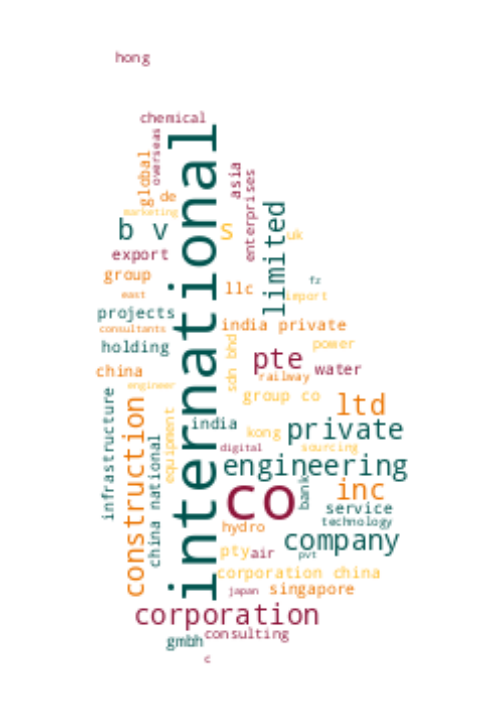 hong
chemical
overseas
global
de
marketing
international
asia
enterprises
b v
s
limited
uk
export
group
east
llc
fz
import
projects
consultants
india private
holding
sdn bhd
pte
power
china
engineer
railway
water
group co
ltd
infrastructure
construction
china national
equipment
india
kong
private
digital
sourcing
engineering
co
bank
inc
service
technology
hydro
company
pty
air
pvt
corporation china
japan
singapore
corporation
gmbh
consulting
c